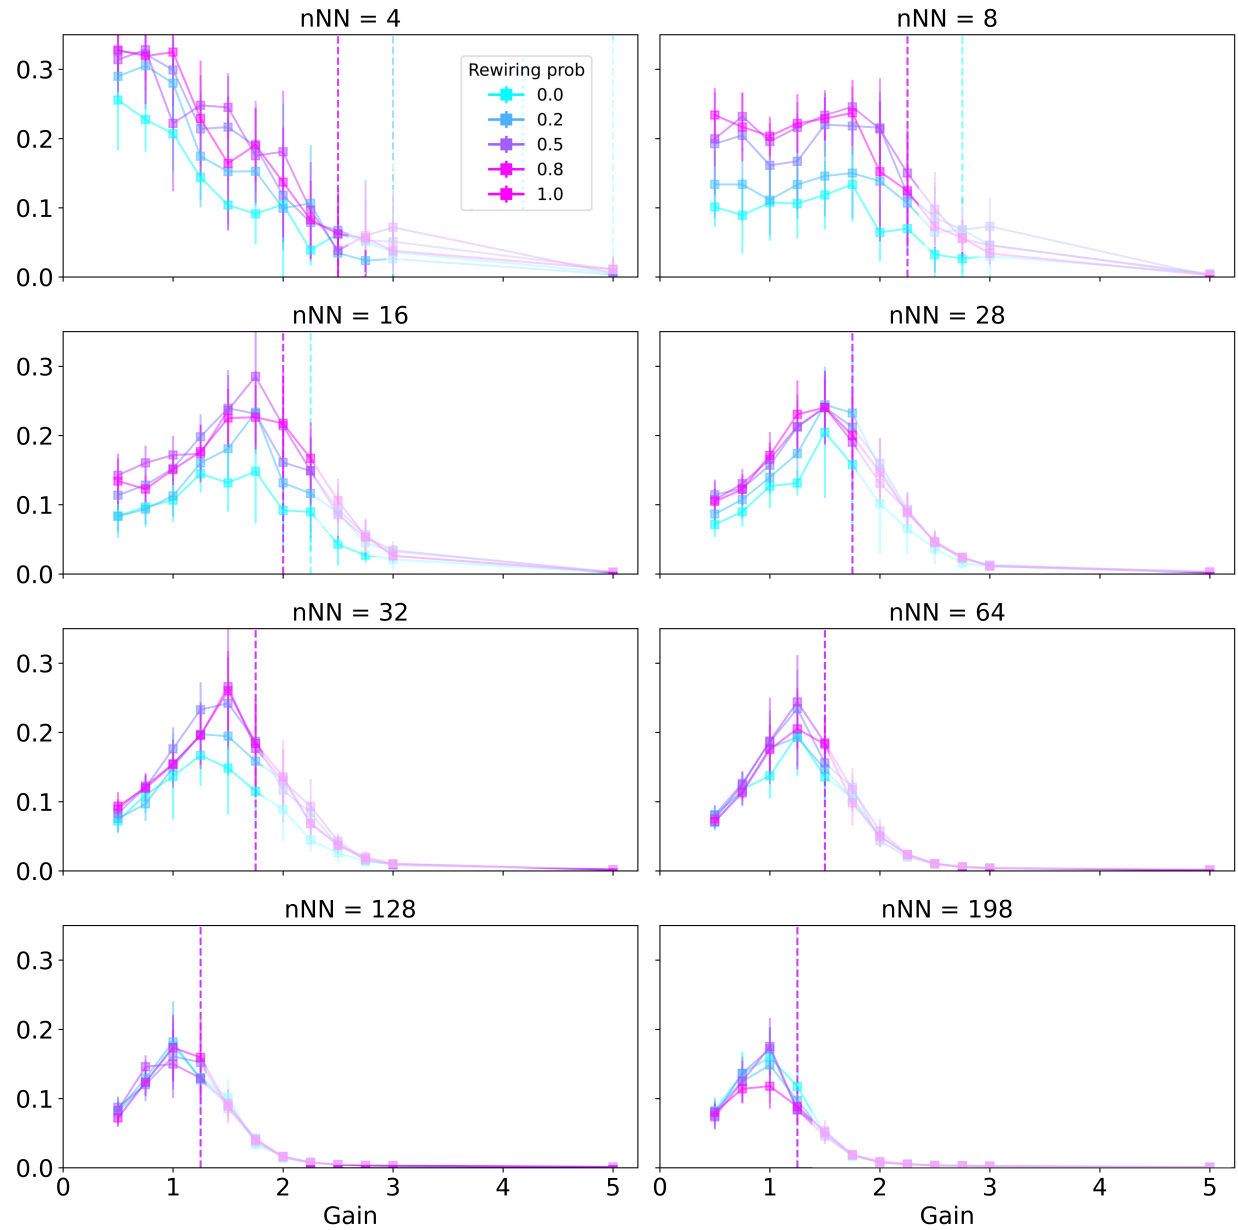 nNN = 4
nNN = 8
0.3
0.2
0.1
0.0
Rewiring prob
0.0
0.2
0.5
0.8
1.0
nNN = 16
nNN = 28
0.3
0.2
0.1
0.0
nNN = 32
nNN = 64
0.3
0.2
0.1
0.0
nNN = 128
nNN = 198
0.3
0.2
0.1
0.0
0 1 2 3 4 5
0 1 2 3 4 5
Gain
Gain